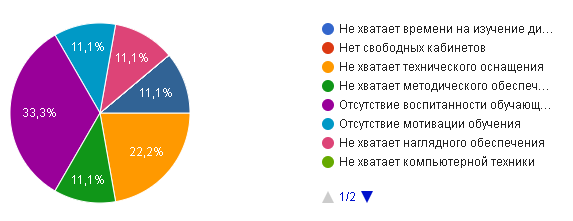 11,1%
11,1%
11,1%
33,3%
22,2%
11,1%
Не хватает времени на изучение ди...
Нет свободных кабинетов
Не хватает технического оснащения
Не хватает методического обеспеч...
Отсутствие воспитанности обучающ...
Отсутствие мотивации обучения
Не хватает наглядного обеспечения
Не хватает компьютерной техники
1/2